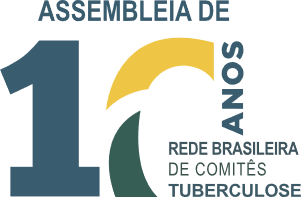 ASSEMBLEIA DE
10 ANOS
REDE BRASILEIRA
DE COMITÊS
TUBERCULOSE